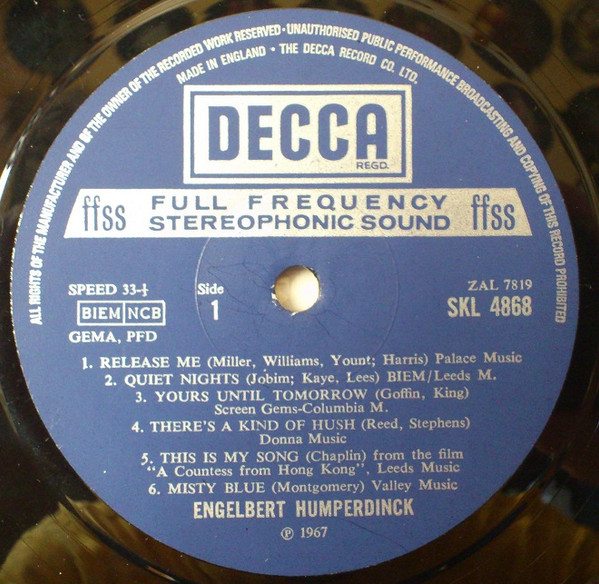 ALL RIGHTS OF THE MANUFACTURER AND OF THE OWNER OF THE RECORDED WORK RESERVED · UNAUTHORISED PUBLIC PERFORMANCE BROADCASTING AND COPYING OF THIS RECORD PROHIBITED
MADE IN ENGLAND · THE DECCA RECORD CO. LTD.
DECCA
REGD.
ffss FULL FREQUENCY STEREOPHONIC SOUND ffss
SPEED 33-⅓
BIEM NCB
GEMA, PFD
Side
1
ZAL 7819
SKL 4868
1. RELEASE ME (Miller, Williams, Yount; Harris) Palace Music
2. QUIET NIGHTS (Jobim; Kaye, Lees) BIEM/Leeds M.
3. YOURS UNTIL TOMORROW (Goffin, King)
Screen Gems-Columbia M.
4. THERE'S A KIND OF HUSH (Reed, Stephens)
Donna Music
5. THIS IS MY SONG (Chaplin) from the film
"A Countess from Hong Kong", Leeds Music
6. MISTY BLUE (Montgomery) Valley Music
ENGELBERT HUMPERDINCK
℗ 1967